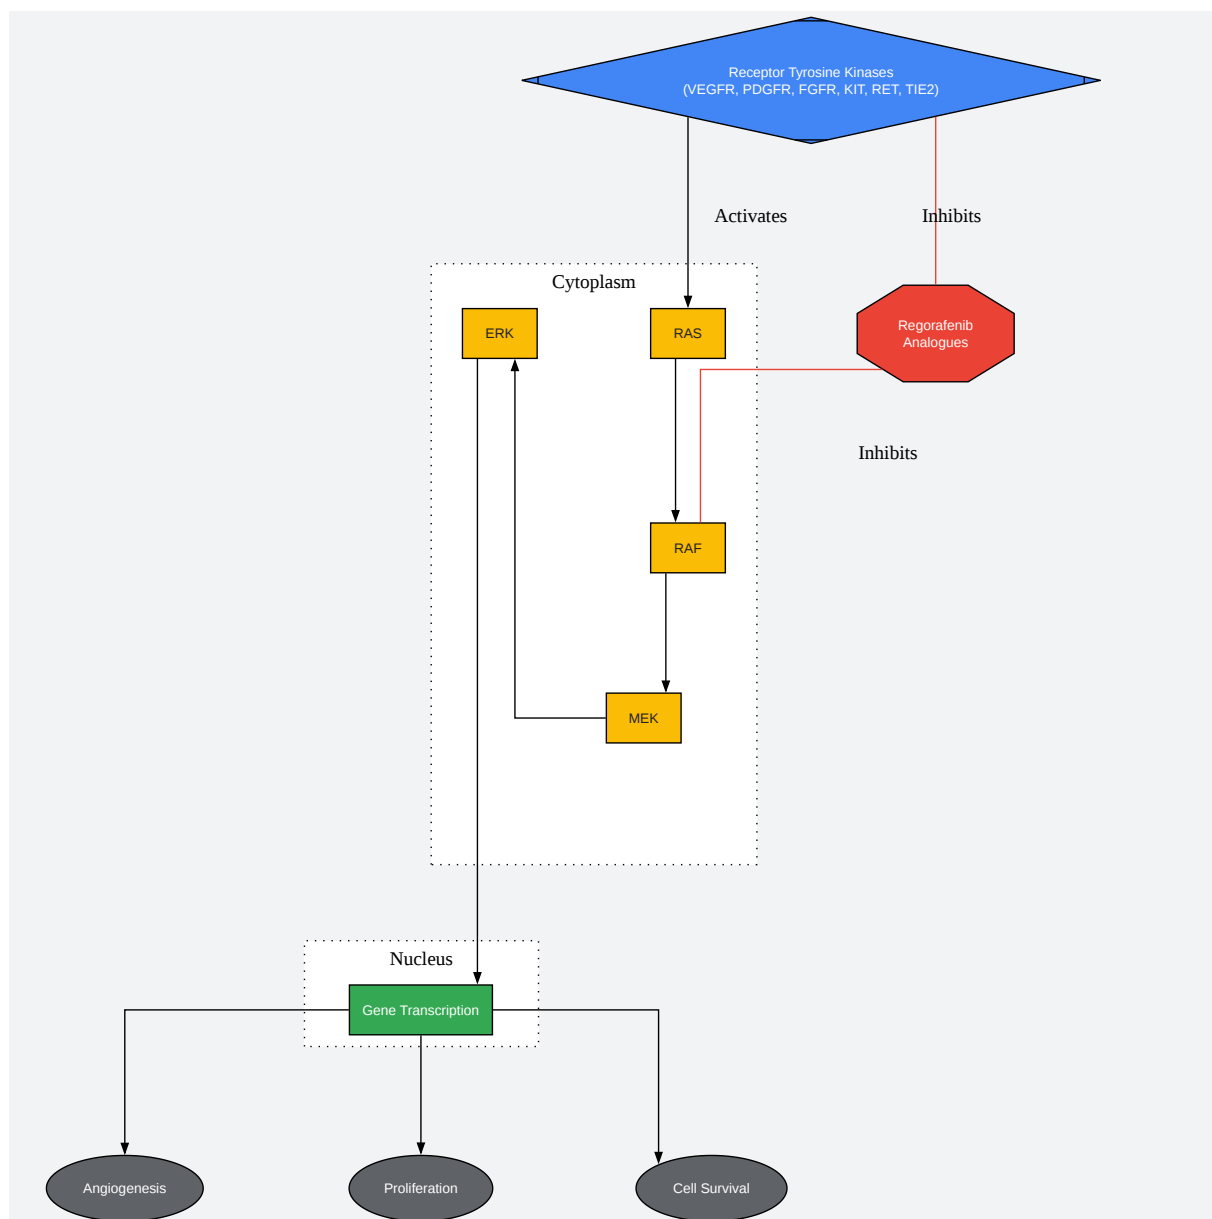 Receptor Tyrosine Kinases
(VEGFR, PDGFR, FGFR, KIT, RET, TIE2)
Activates
Inhibits
Cytoplasm
ERK
RAS
Regorafenib
Analogues
Inhibits
RAF
MEK
Nucleus
Gene Transcription
Angiogenesis
Proliferation
Cell Survival